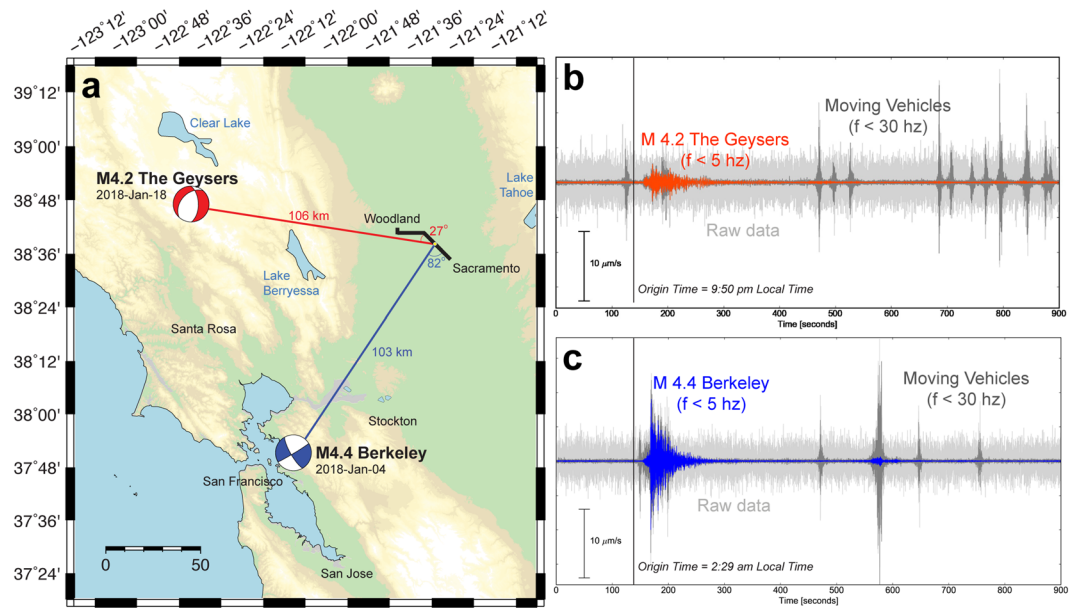 −123°12' −123°00' −122°48' −122°36' −122°24' −122°12' −122°00' −121°48' −121°36' −121°24' −121°12'
a
39°12'
39°00'
38°48'
38°36'
38°24'
38°12'
38°00'
37°48'
37°36'
37°24'
Clear Lake
M4.2 The Geysers
2018-Jan-18
Lake
Tahoe
106 km
Woodland
27°
82°
Sacramento
Lake
Berryessa
Santa Rosa
103 km
Stockton
M4.4 Berkeley
2018-Jan-04
San Francisco
San Jose
0 50
b
Moving Vehicles
(f < 30 hz)
M 4.2 The Geysers
(f < 5 hz)
Raw data
10 μm/s
Origin Time = 9:50 pm Local Time
0 100 200 300 400 500 600 700 800 900
Time [seconds]
c
M 4.4 Berkeley
(f < 5 hz)
Moving Vehicles
(f < 30 hz)
Raw data
10 μm/s
Origin Time = 2:29 am Local Time
0 100 200 300 400 500 600 700 800 900
Time [seconds]